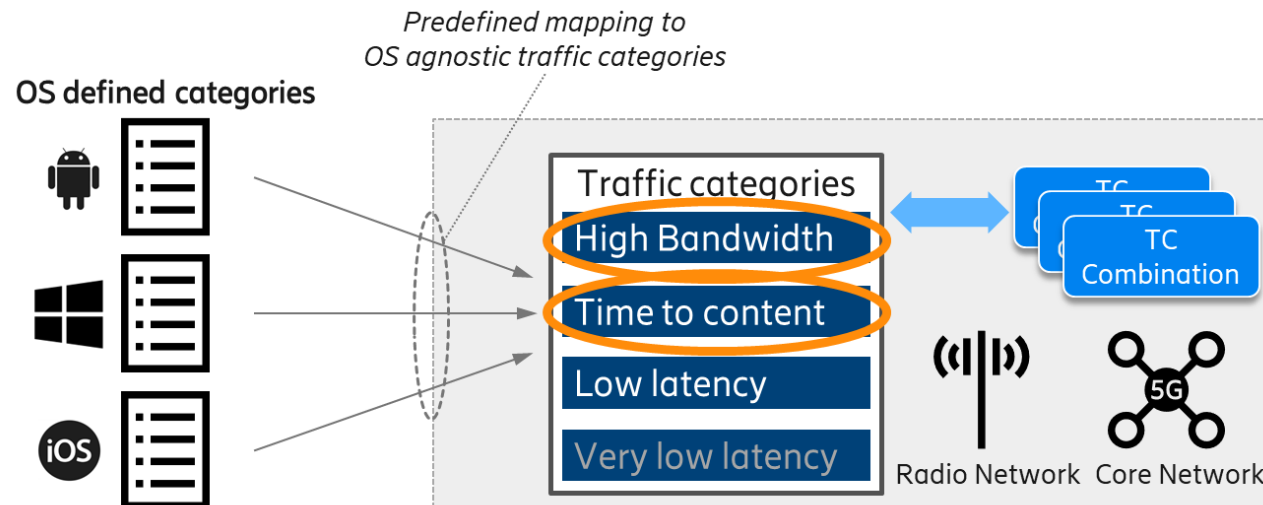 Predefined mapping to
OS agnostic traffic categories
OS defined categories
Traffic categories
High Bandwidth
Time to content
Low latency
Very low latency
TC
TC
TC
Combination
iOS
5G
Radio Network
Core Network